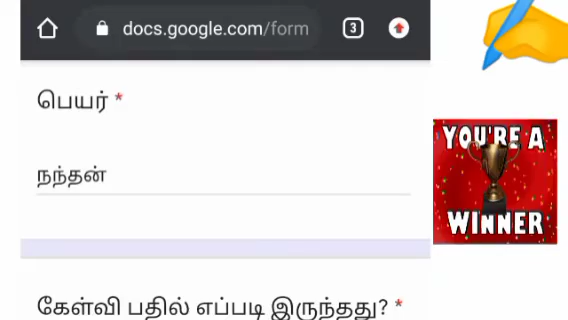 3
docs.google.com/form
பெயர் *
நந்தன்
YOU'RE A
WINNER
கேள்வி பதில் எப்படி இருந்தது? *